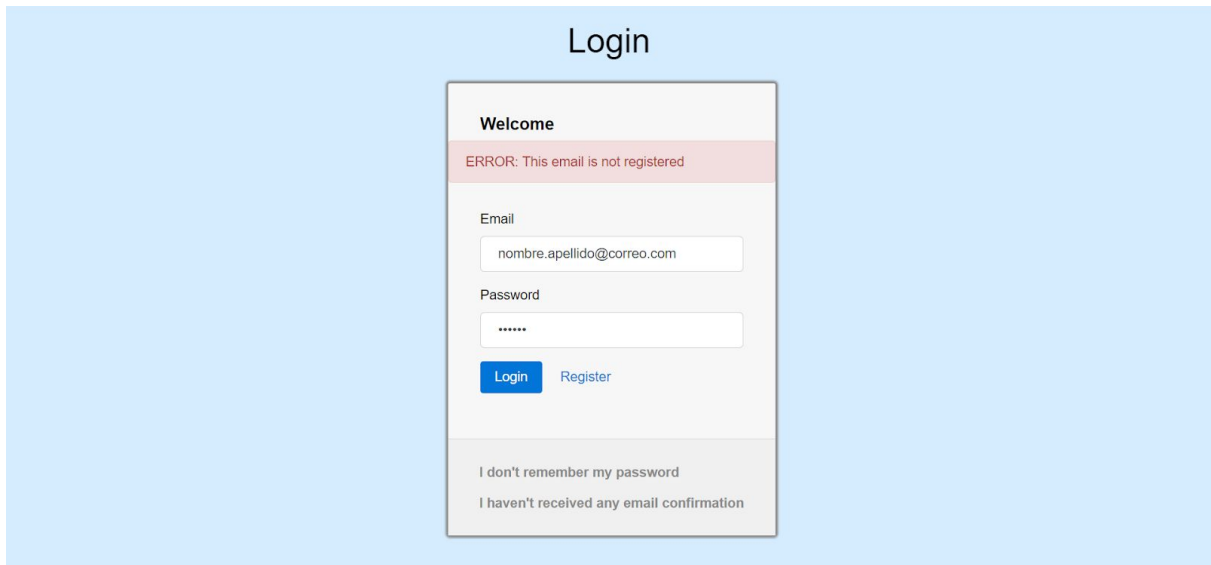 Login
Welcome
ERROR: This email is not registered
Email
nombre.apellido@correo.com
Password
••••••
Login Register
I don't remember my password
I haven't received any email confirmation